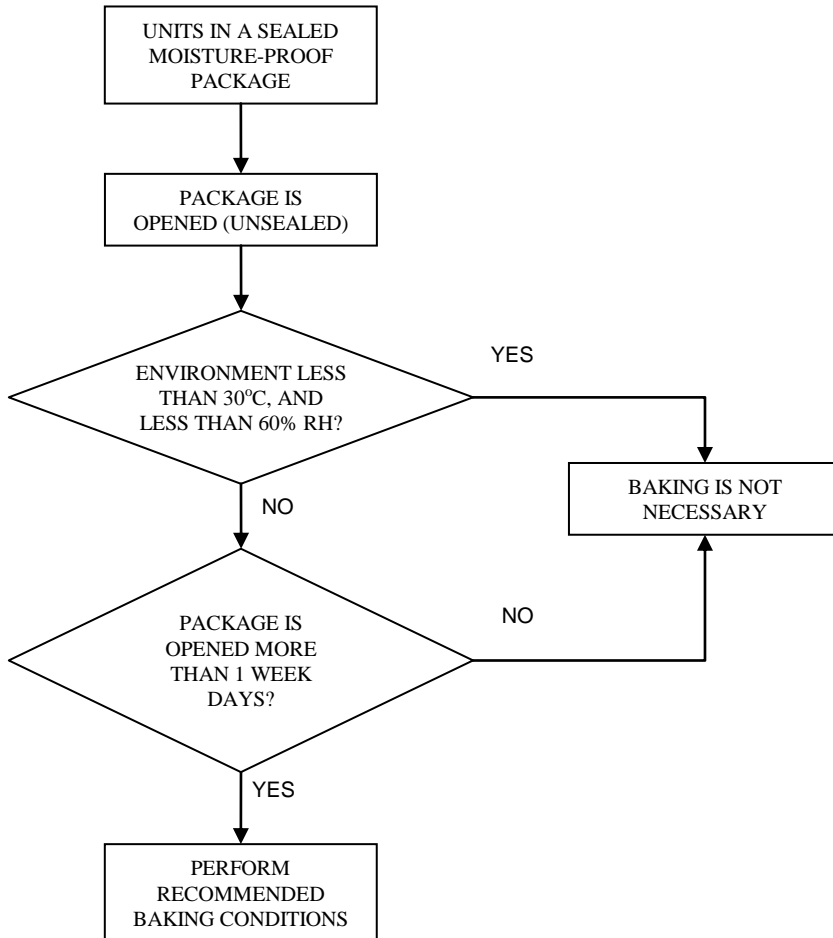 UNITS IN A SEALED
MOISTURE-PROOF
PACKAGE
PACKAGE IS
OPENED (UNSEALED)
ENVIRONMENT LESS
THAN 30°C, AND
LESS THAN 60% RH?
YES
BAKING IS NOT
NECESSARY
NO
PACKAGE IS
OPENED MORE
THAN 1 WEEK
DAYS?
NO
YES
PERFORM
RECOMMENDED
BAKING CONDITIONS